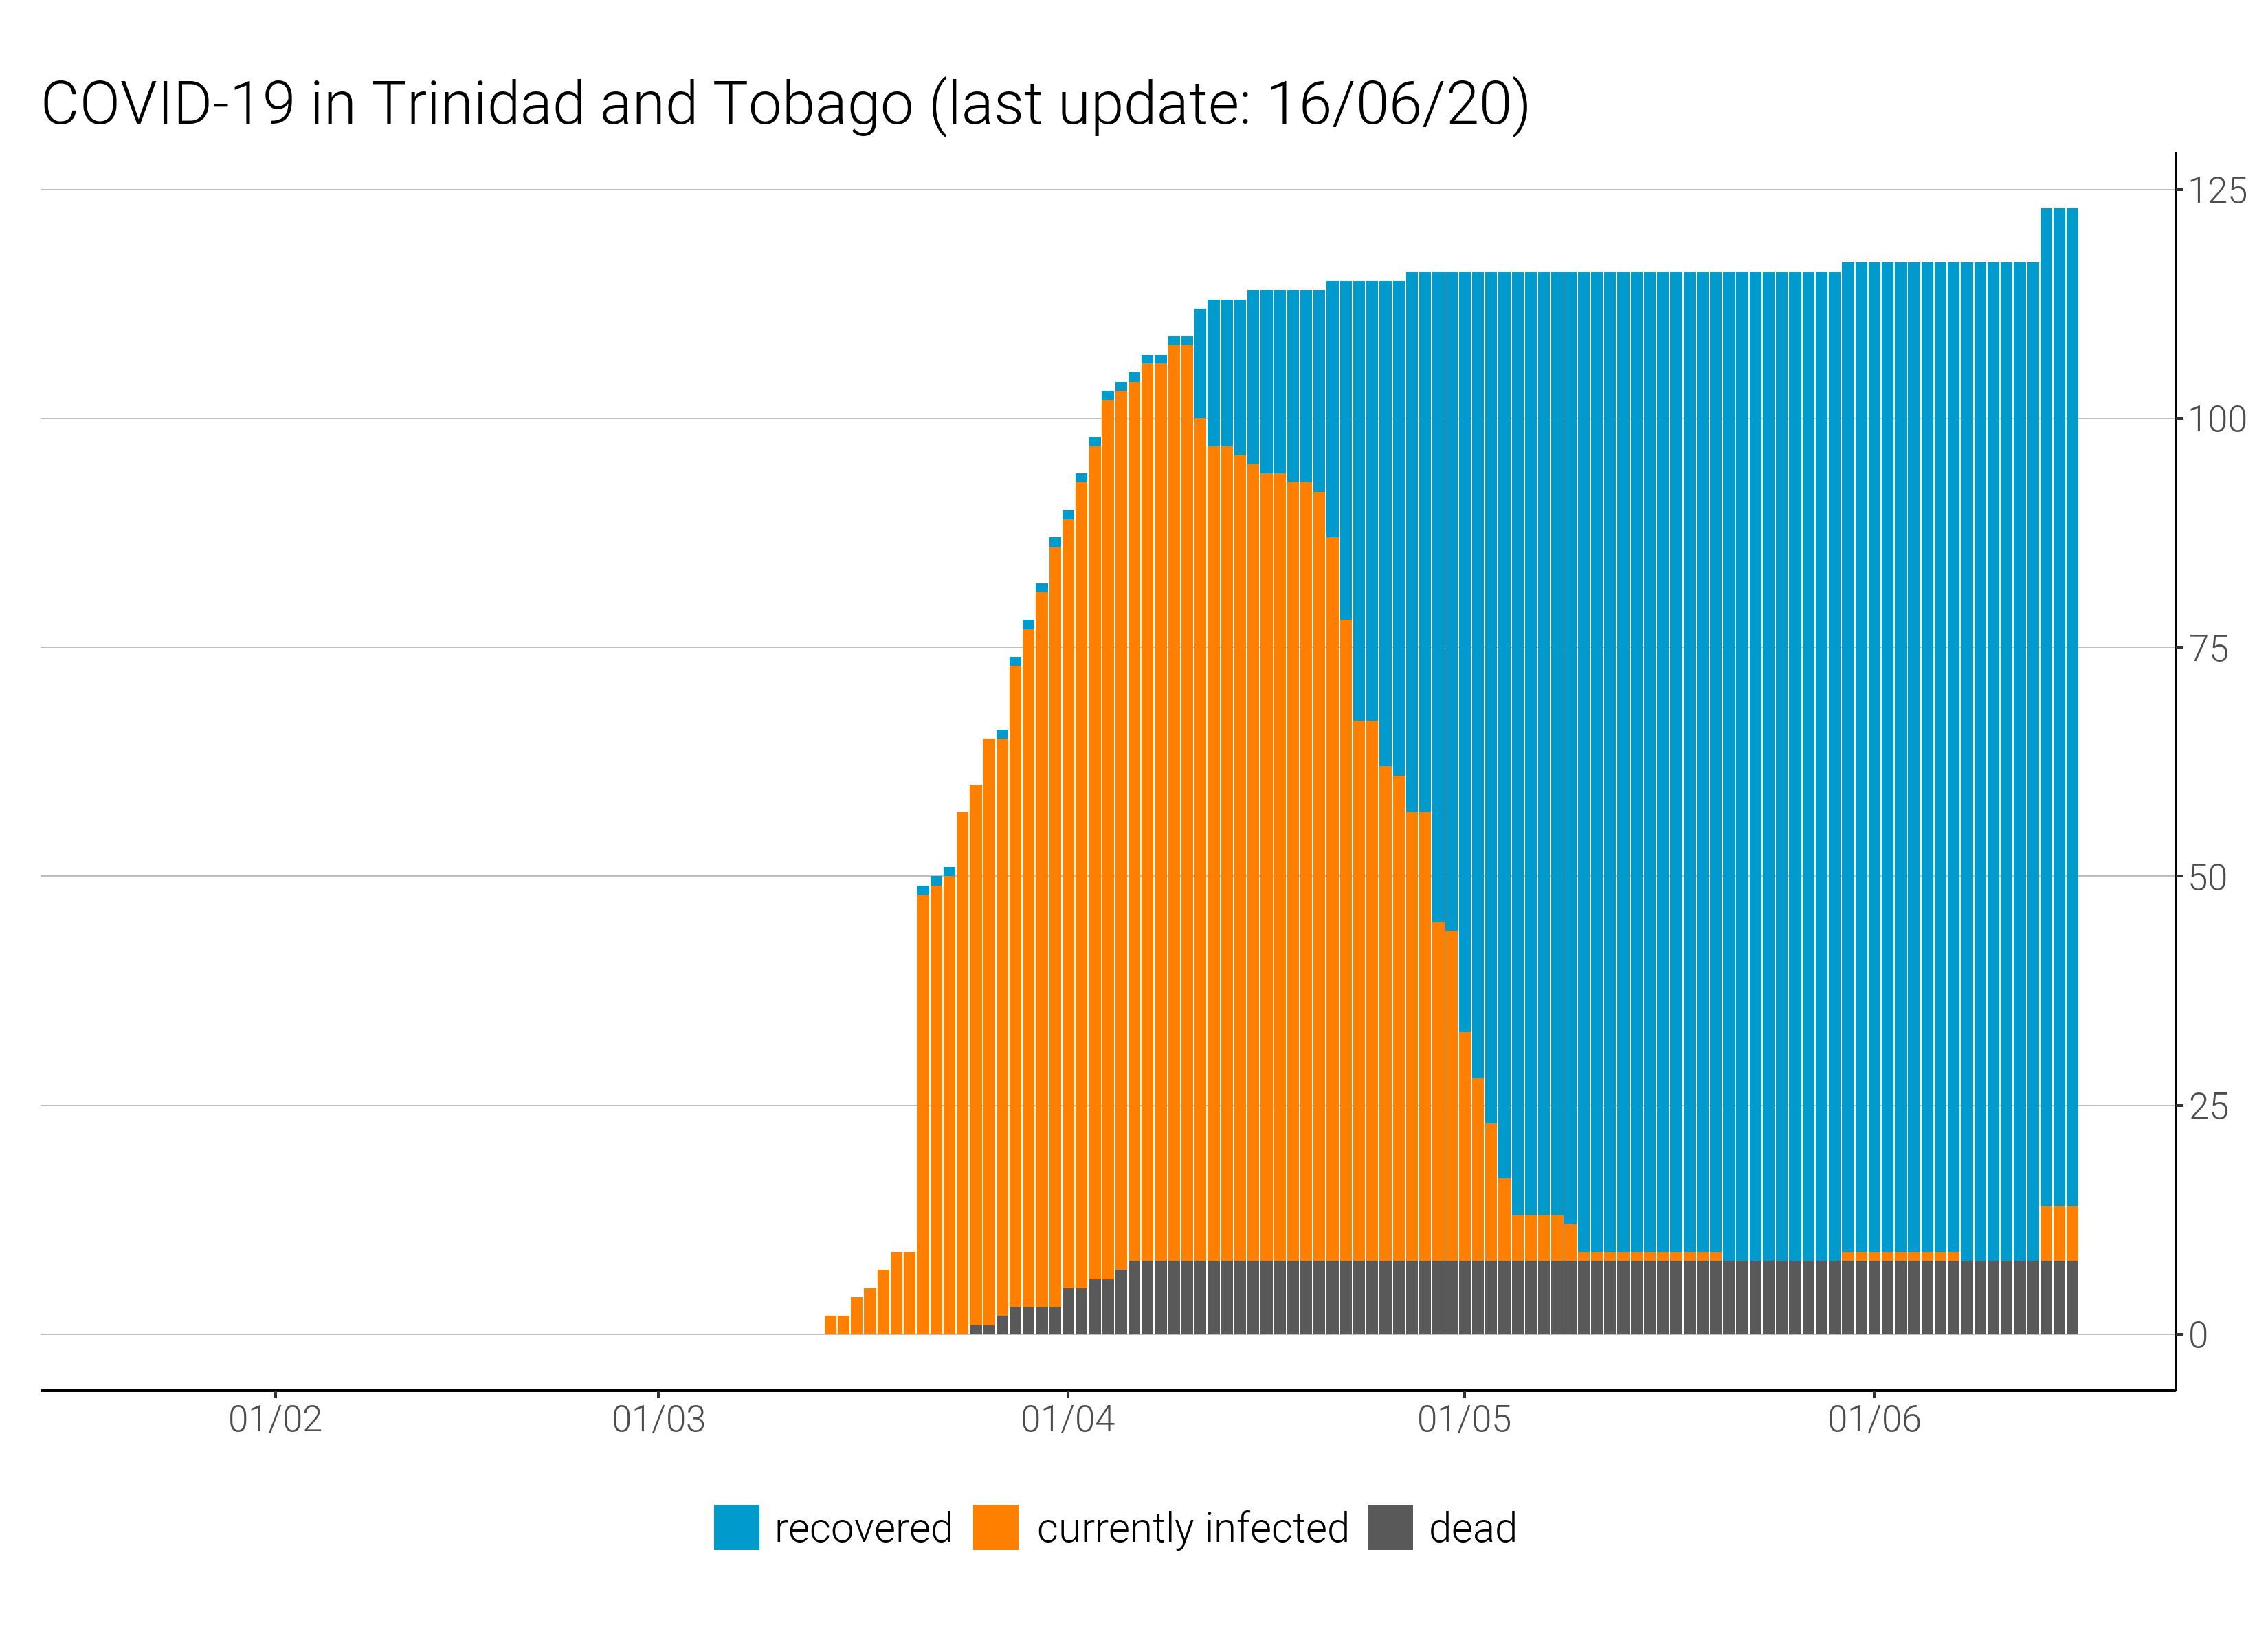 COVID-19 in Trinidad and Tobago (last update: 16/06/20)
125
100
75
50
25
0
01/02 01/03 01/04 01/05 01/06
recovered currently infected dead